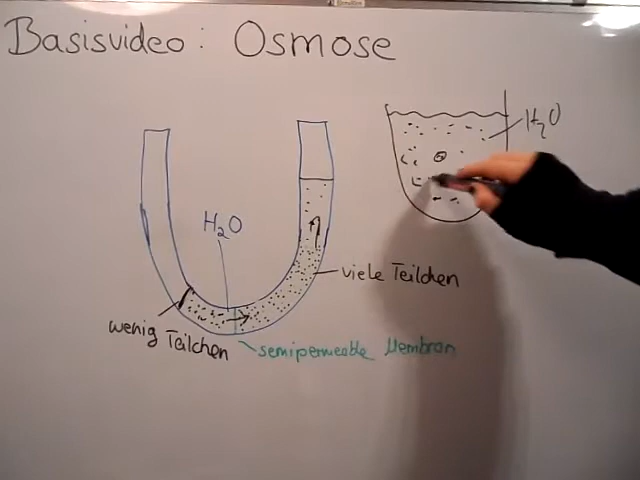 Basisvideo: Osmose
H₂O
H₂O
viele Teilchen
wenig Teilchen
semipermeable Membran